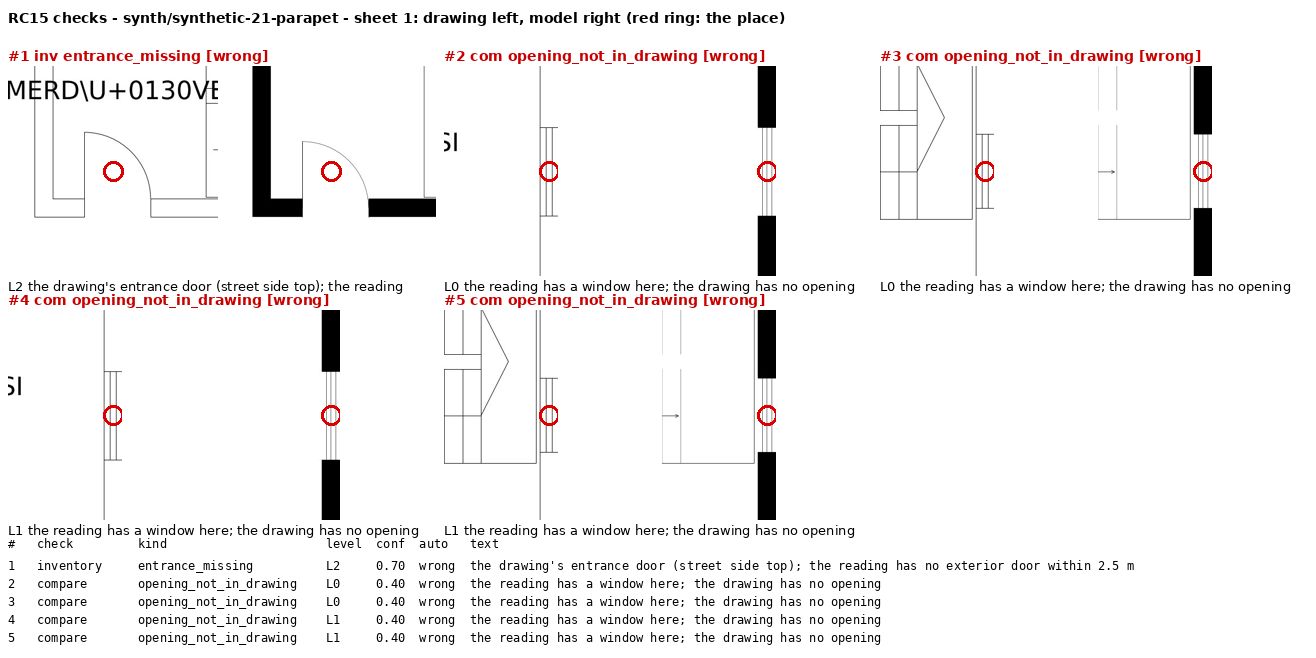 RC15 checks - synth/synthetic-21-parapet - sheet 1: drawing left, model right (red ring: the place)
#1 inv entrance_missing [wrong]
#2 com opening_not_in_drawing [wrong]
#3 com opening_not_in_drawing [wrong]
MERD\U+0130VE
SI
L2 the drawing's entrance door (street side top); the reading
L0 the reading has a window here; the drawing has no opening
L0 the reading has a window here; the drawing has no opening
#4 com opening_not_in_drawing [wrong]
#5 com opening_not_in_drawing [wrong]
SI
L1 the reading has a window here; the drawing has no opening
L1 the reading has a window here; the drawing has no opening
# check kind level conf auto text
1 inventory entrance_missing L2 0.70 wrong the drawing's entrance door (street side top); the reading has no exterior door within 2.5 m
2 compare opening_not_in_drawing L0 0.40 wrong the reading has a window here; the drawing has no opening
3 compare opening_not_in_drawing L0 0.40 wrong the reading has a window here; the drawing has no opening
4 compare opening_not_in_drawing L1 0.40 wrong the reading has a window here; the drawing has no opening
5 compare opening_not_in_drawing L1 0.40 wrong the reading has a window here; the drawing has no opening